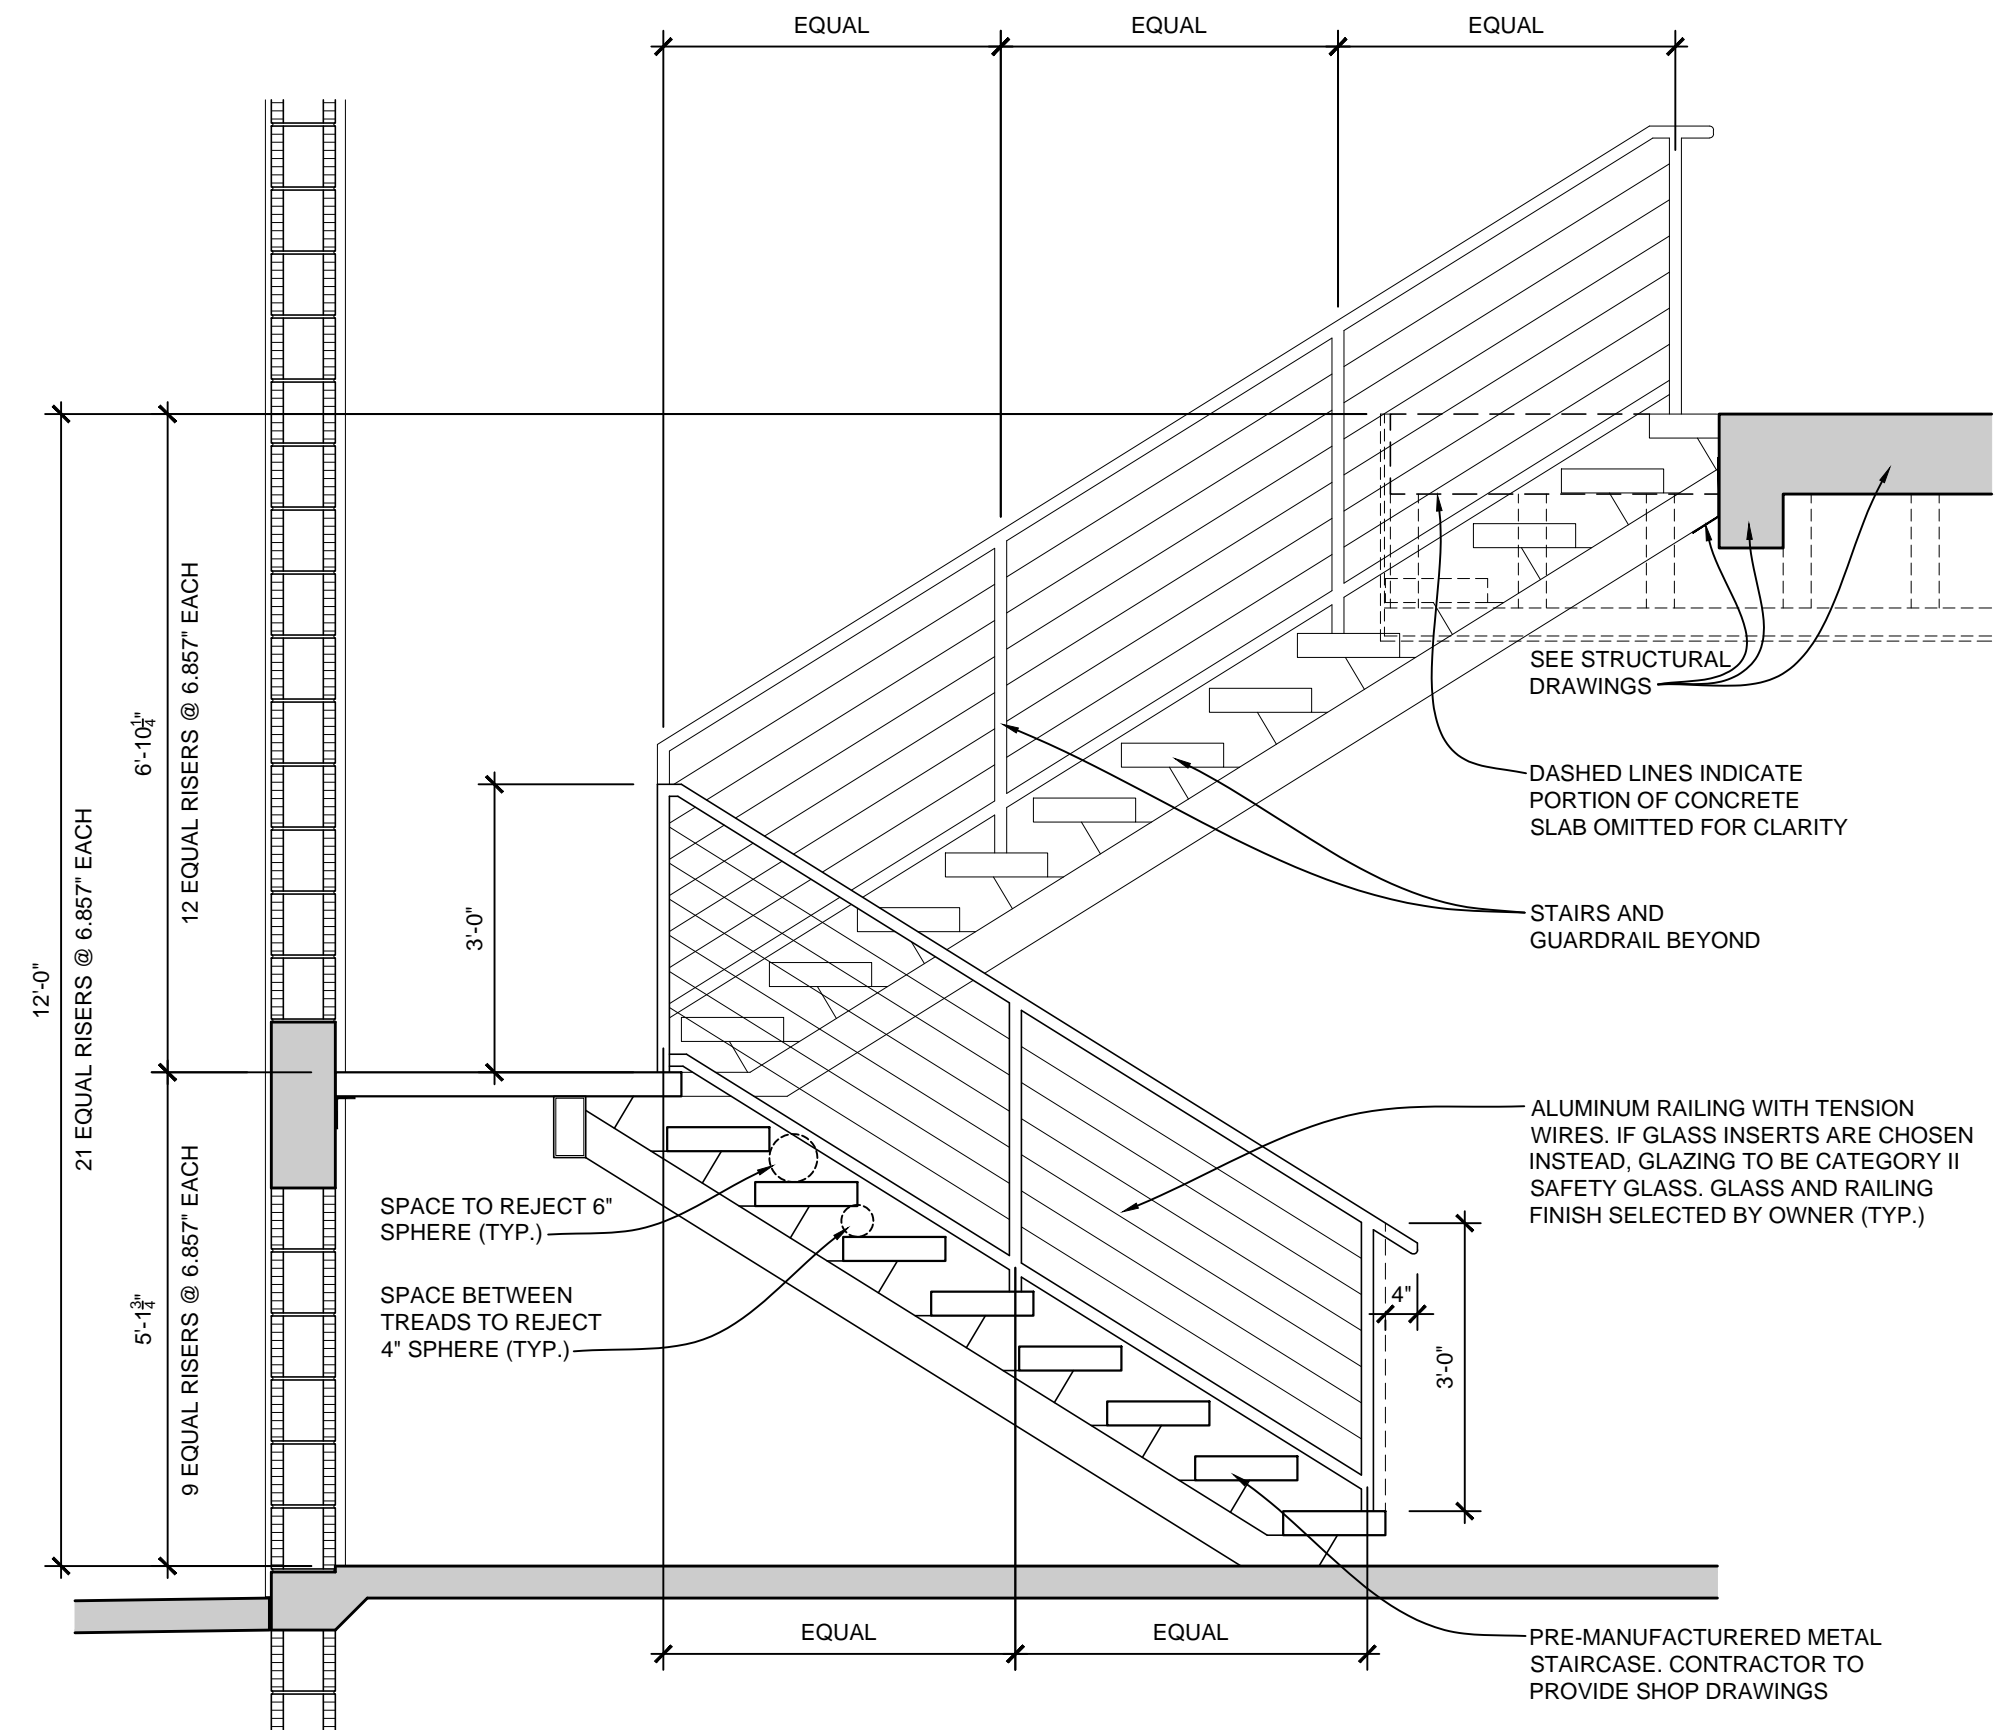 EQUAL
EQUAL
EQUAL
12'-0"
21 EQUAL RISERS @ 6.857" EACH
6'-10 1/4"
12 EQUAL RISERS @ 6.857" EACH
5'-1 3/4"
9 EQUAL RISERS @ 6.857" EACH
3'-0"
SEE STRUCTURAL
DRAWINGS
DASHED LINES INDICATE
PORTION OF CONCRETE
SLAB OMITTED FOR CLARITY
STAIRS AND
GUARDRAIL BEYOND
ALUMINUM RAILING WITH TENSION
WIRES. IF GLASS INSERTS ARE CHOSEN
INSTEAD, GLAZING TO BE CATEGORY II
SAFETY GLASS. GLASS AND RAILING
FINISH SELECTED BY OWNER (TYP.)
SPACE TO REJECT 6"
SPHERE (TYP.)
SPACE BETWEEN
TREADS TO REJECT
4" SPHERE (TYP.)
4"
3'-0"
EQUAL
EQUAL
PRE-MANUFACTURERED METAL
STAIRCASE. CONTRACTOR TO
PROVIDE SHOP DRAWINGS